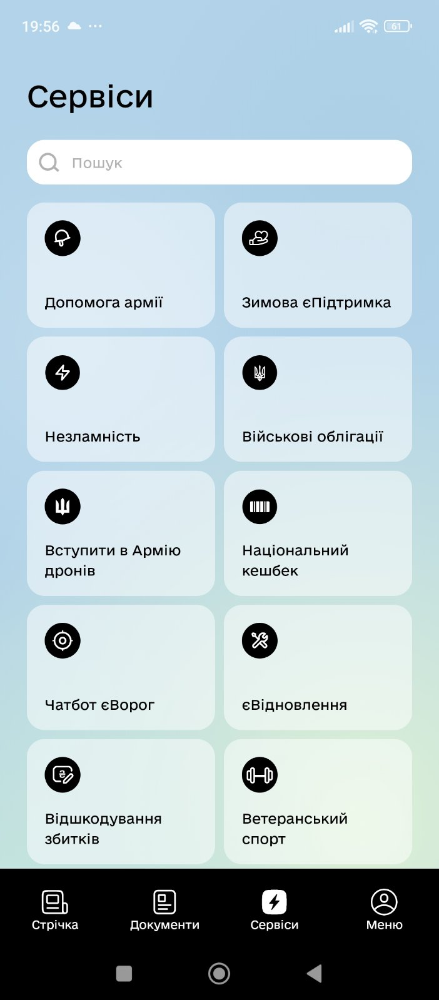 19:56
61
Сервіси
Пошук
Допомога армії
Зимова єПідтримка
Незламність
Військові облігації
Вступити в Армію
дронів
Національний
кешбек
Чатбот єВорог
єВідновлення
Відшкодування
збитків
Ветеранський
спорт
Стрічка
Документи
Сервіси
Меню